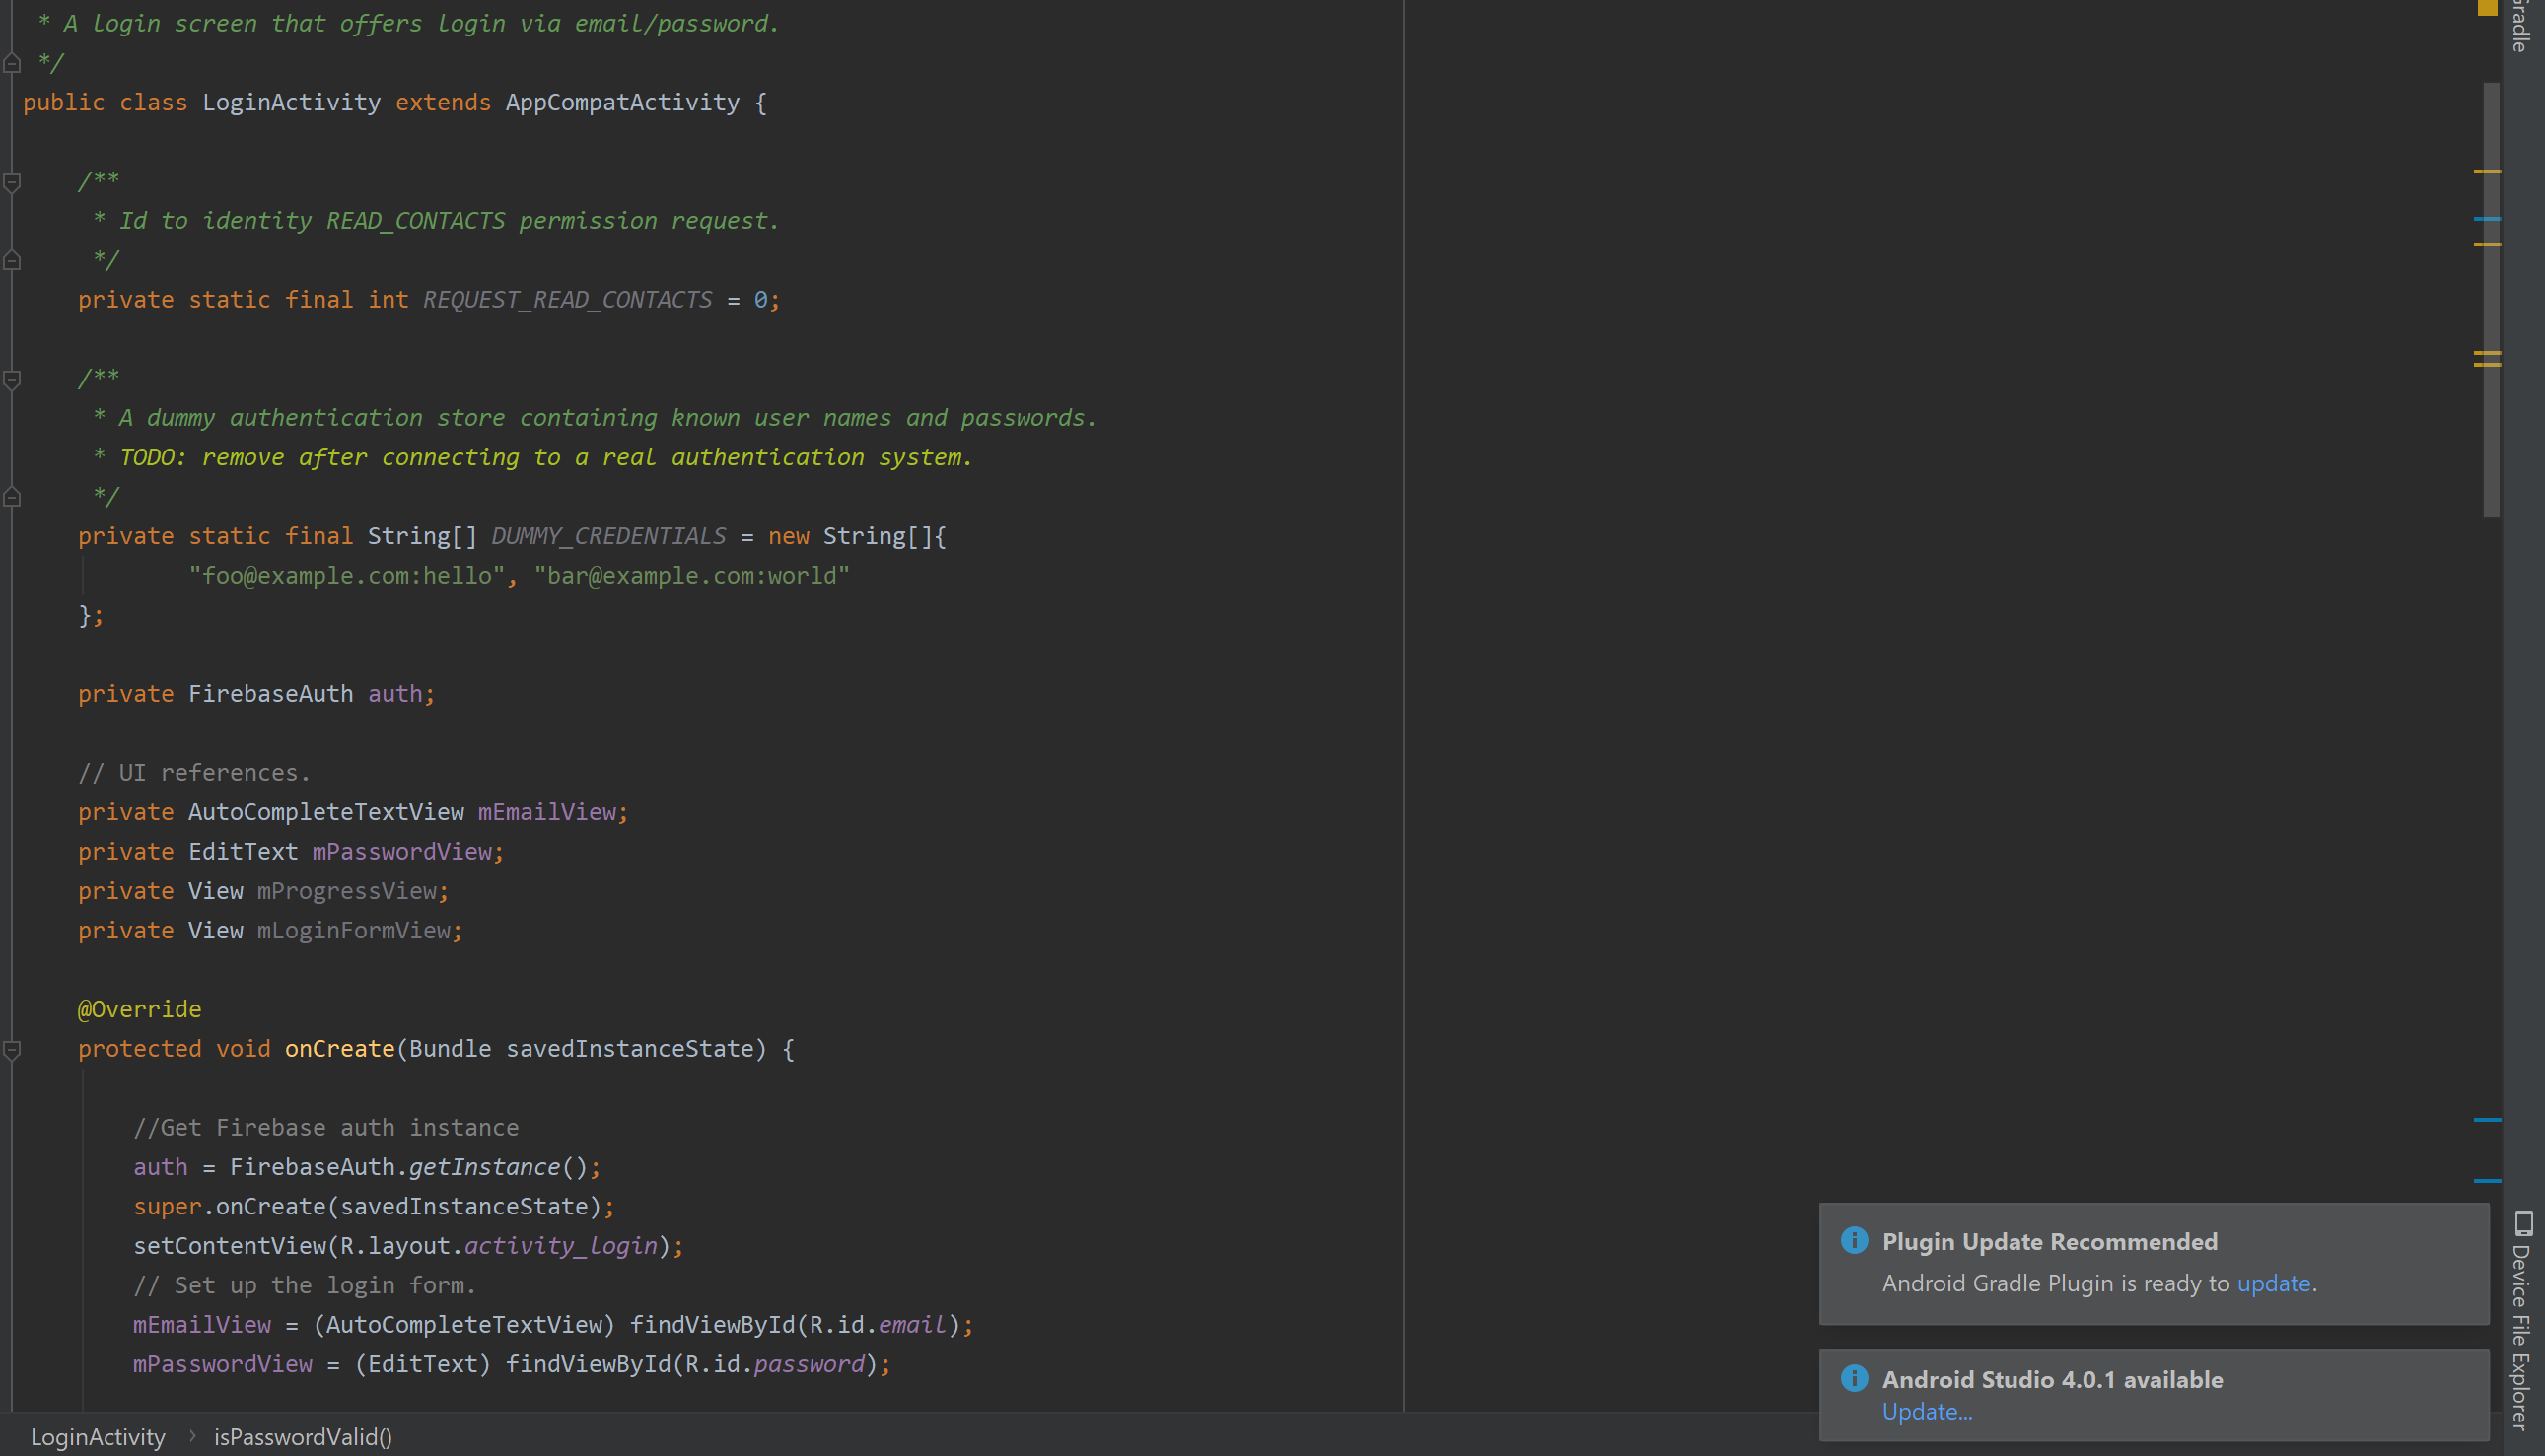 * A login screen that offers login via email/password.
*/
public class LoginActivity extends AppCompatActivity {
/**
* Id to identity READ_CONTACTS permission request.
*/
private static final int REQUEST_READ_CONTACTS = 0;
/**
* A dummy authentication store containing known user names and passwords.
* TODO: remove after connecting to a real authentication system.
*/
private static final String[] DUMMY_CREDENTIALS = new String[]{
"foo@example.com:hello", "bar@example.com:world"
};
private FirebaseAuth auth;
// UI references.
private AutoCompleteTextView mEmailView;
private EditText mPasswordView;
private View mProgressView;
private View mLoginFormView;
@Override
protected void onCreate(Bundle savedInstanceState) {
//Get Firebase auth instance
auth = FirebaseAuth.getInstance();
super.onCreate(savedInstanceState);
setContentView(R.layout.activity_login);
// Set up the login form.
mEmailView = (AutoCompleteTextView) findViewById(R.id.email);
mPasswordView = (EditText) findViewById(R.id.password);
LoginActivity › isPasswordValid()
Plugin Update Recommended
Android Gradle Plugin is ready to update.
Android Studio 4.0.1 available
Update...
Gradle
Device File Explorer